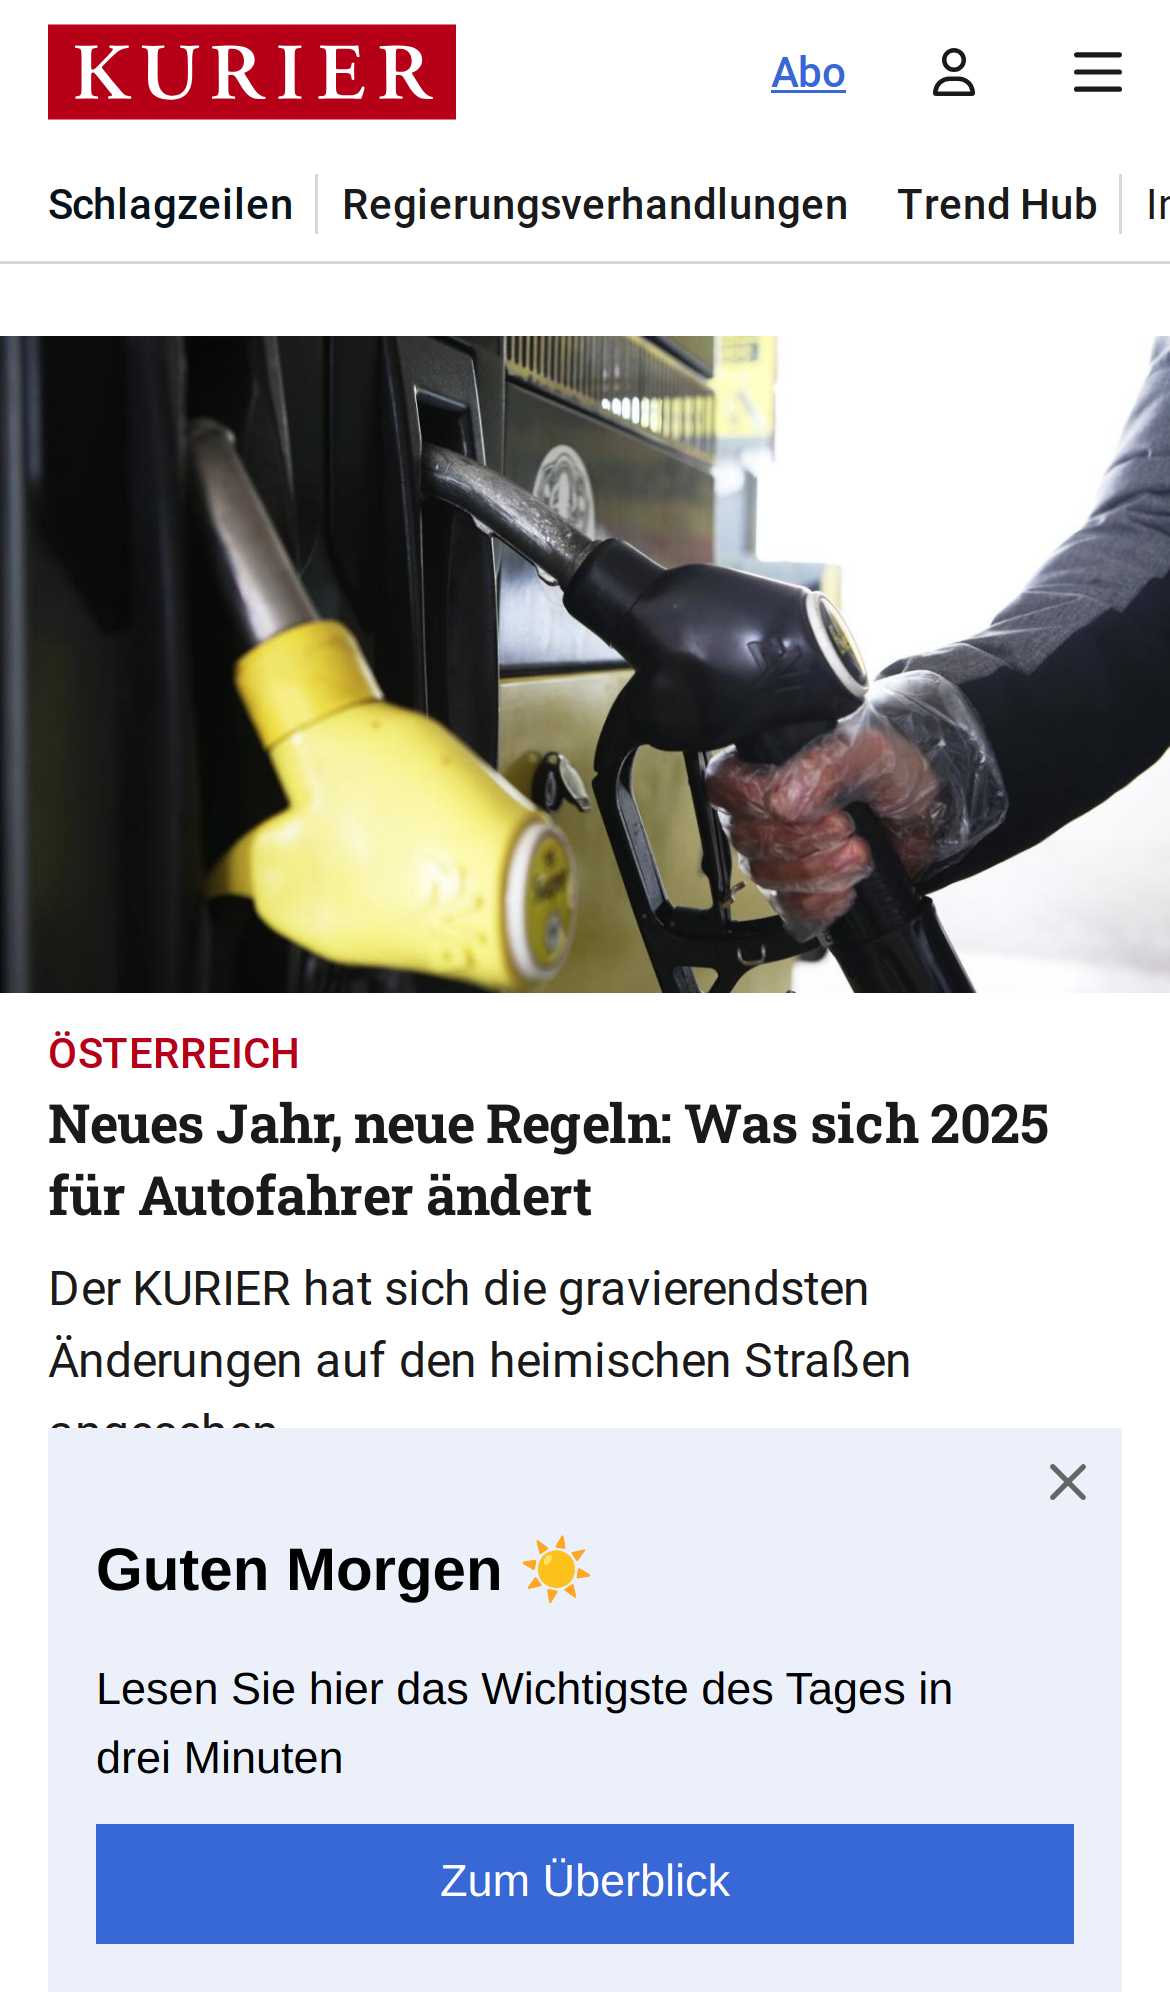 KURIER
Abo
Schlagzeilen
Regierungsverhandlungen
Trend Hub
ÖSTERREICH
Neues Jahr, neue Regeln: Was sich 2025
für Autofahrer ändert
Der KURIER hat sich die gravierendsten
Änderungen auf den heimischen Straßen
angesehen
Guten Morgen ☀️
Lesen Sie hier das Wichtigste des Tages in
drei Minuten
Zum Überblick